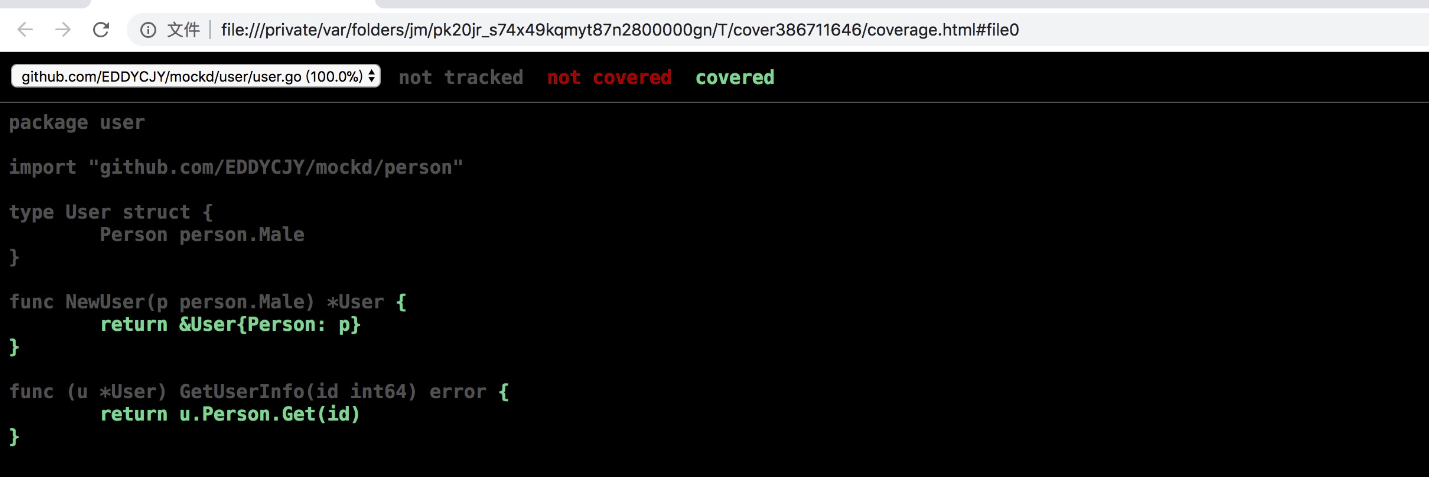 文件 file:///private/var/folders/jm/pk20jr_s74x49kqmyt87n2800000gn/T/cover386711646/coverage.html#file0
github.com/EDDYCJY/mockd/user/user.go (100.0%) not tracked not covered covered
package user
import "github.com/EDDYCJY/mockd/person"
type User struct {
        Person person.Male
}
func NewUser(p person.Male) *User {
        return &User{Person: p}
}
func (u *User) GetUserInfo(id int64) error {
        return u.Person.Get(id)
}